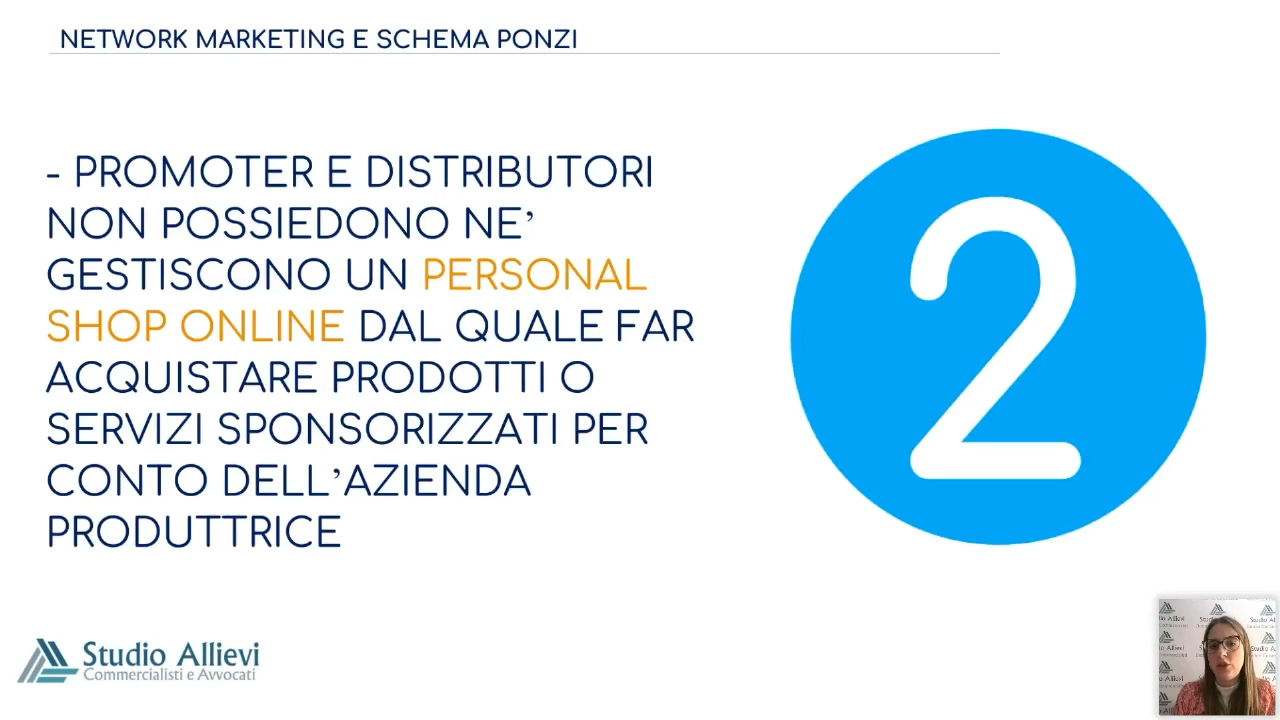 NETWORK MARKETING E SCHEMA PONZI
- PROMOTER E DISTRIBUTORI
NON POSSIEDONO NE’
GESTISCONO UN PERSONAL
SHOP ONLINE DAL QUALE FAR
ACQUISTARE PRODOTTI O
SERVIZI SPONSORIZZATI PER
CONTO DELL’AZIENDA
PRODUTTRICE
2
Studio Allievi
Commercialisti e Avvocati